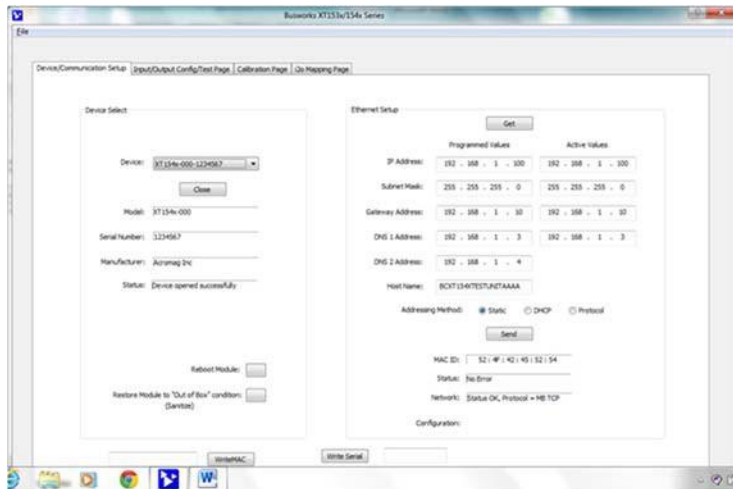 Busworks XT153x/154x Series
File
Device/Communication Setup Input/Output Config/Test Page Calibration Page I2o Mapping Page
Device Select
Device: XT154x-000-1234567
Close
Model: XT154x-000
Serial Number: 1234567
Manufacturer: Acromag Inc
Status: Device opened successfully
Reboot Module:
Restore Module to "Out of Box" condition:
(Sanitize)
WriteMAC
Ethernet Setup
Get
Programmed Values Active Values
IP Address: 192 . 168 . 1 . 100 192 . 168 . 1 . 100
Subnet Mask: 255 . 255 . 255 . 0 255 . 255 . 255 . 0
Gateway Address: 192 . 168 . 1 . 10 192 . 168 . 1 . 10
DNS 1 Address: 192 . 168 . 1 . 3 192 . 168 . 1 . 3
DNS 2 Address: 192 . 168 . 1 . 4
Host Name: BCXT154XTESTUNITAAAA
Addressing Method: Static DHCP Protocol
Send
MAC ID: 52 : 4F : 42 : 45 : 52 : 54
Status: No Error
Network: Status OK, Protocol = MB TCP
Configuration:
Write Serial